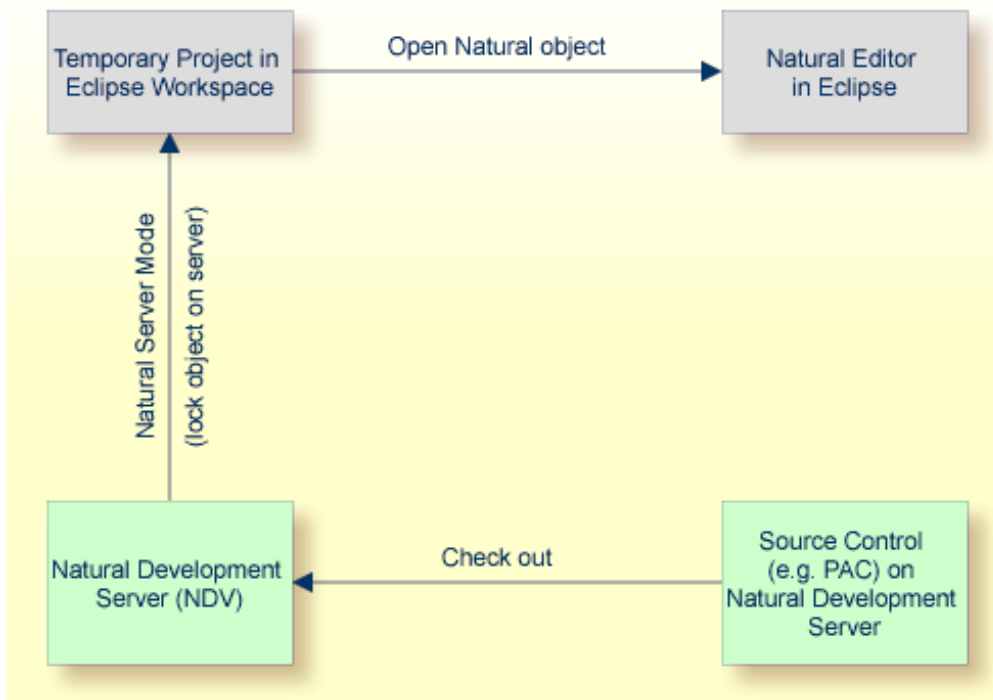 Temporary Project in
Eclipse Workspace
Open Natural object
Natural Editor
in Eclipse
Natural Server Mode
(lock object on server)
Natural Development
Server (NDV)
Check out
Source Control
(e.g. PAC) on
Natural Development
Server